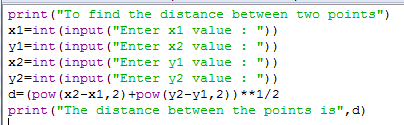 print("To find the distance between two points")
x1=int(input("Enter x1 value : "))
y1=int(input("Enter x2 value : "))
x2=int(input("Enter y1 value : "))
y2=int(input("Enter y2 value : "))
d=(pow(x2-x1,2)+pow(y2-y1,2))**1/2
print("The distance between the points is",d)